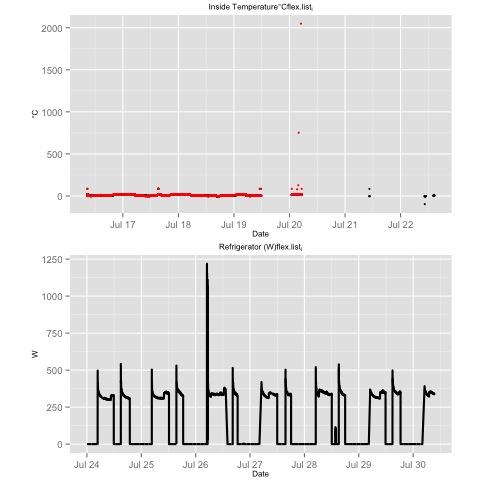 Inside Temperature°Cflex.list,
2000
1500
1000
500
0
°C
Jul 17 Jul 18 Jul 19 Jul 20 Jul 21 Jul 22
Date
Refrigerator (W)flex.list,
1250
1000
750
500
250
0
W
Jul 24 Jul 25 Jul 26 Jul 27 Jul 28 Jul 29 Jul 30
Date